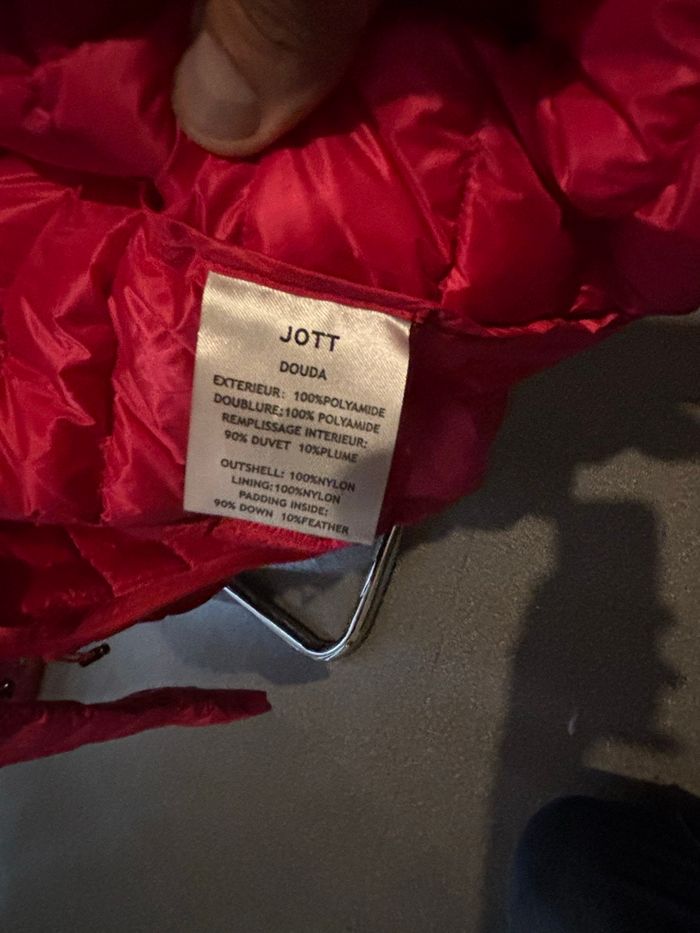 JOTT
DOUDA
EXTERIEUR: 100%POLYAMIDE
DOUBLURE:100% POLYAMIDE
REMPLISSAGE INTERIEUR:
90% DUVET 10%PLUME
OUTSHELL: 100%NYLON
LINING:100%NYLON
PADDING INSIDE:
90% DOWN 10%FEATHER